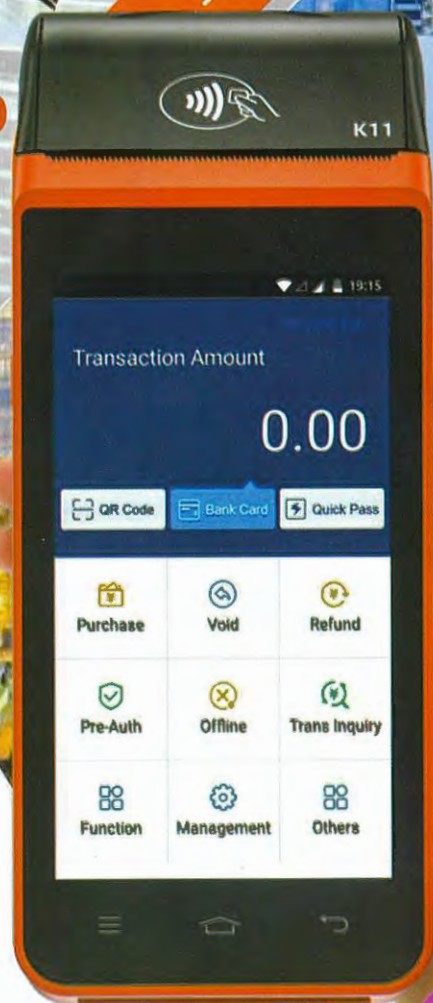 K11
19:15
Transaction Amount
0.00
QR Code
Bank Card
Quick Pass
Purchase
Void
Refund
Pre-Auth
Offline
Trans Inquiry
Function
Management
Others